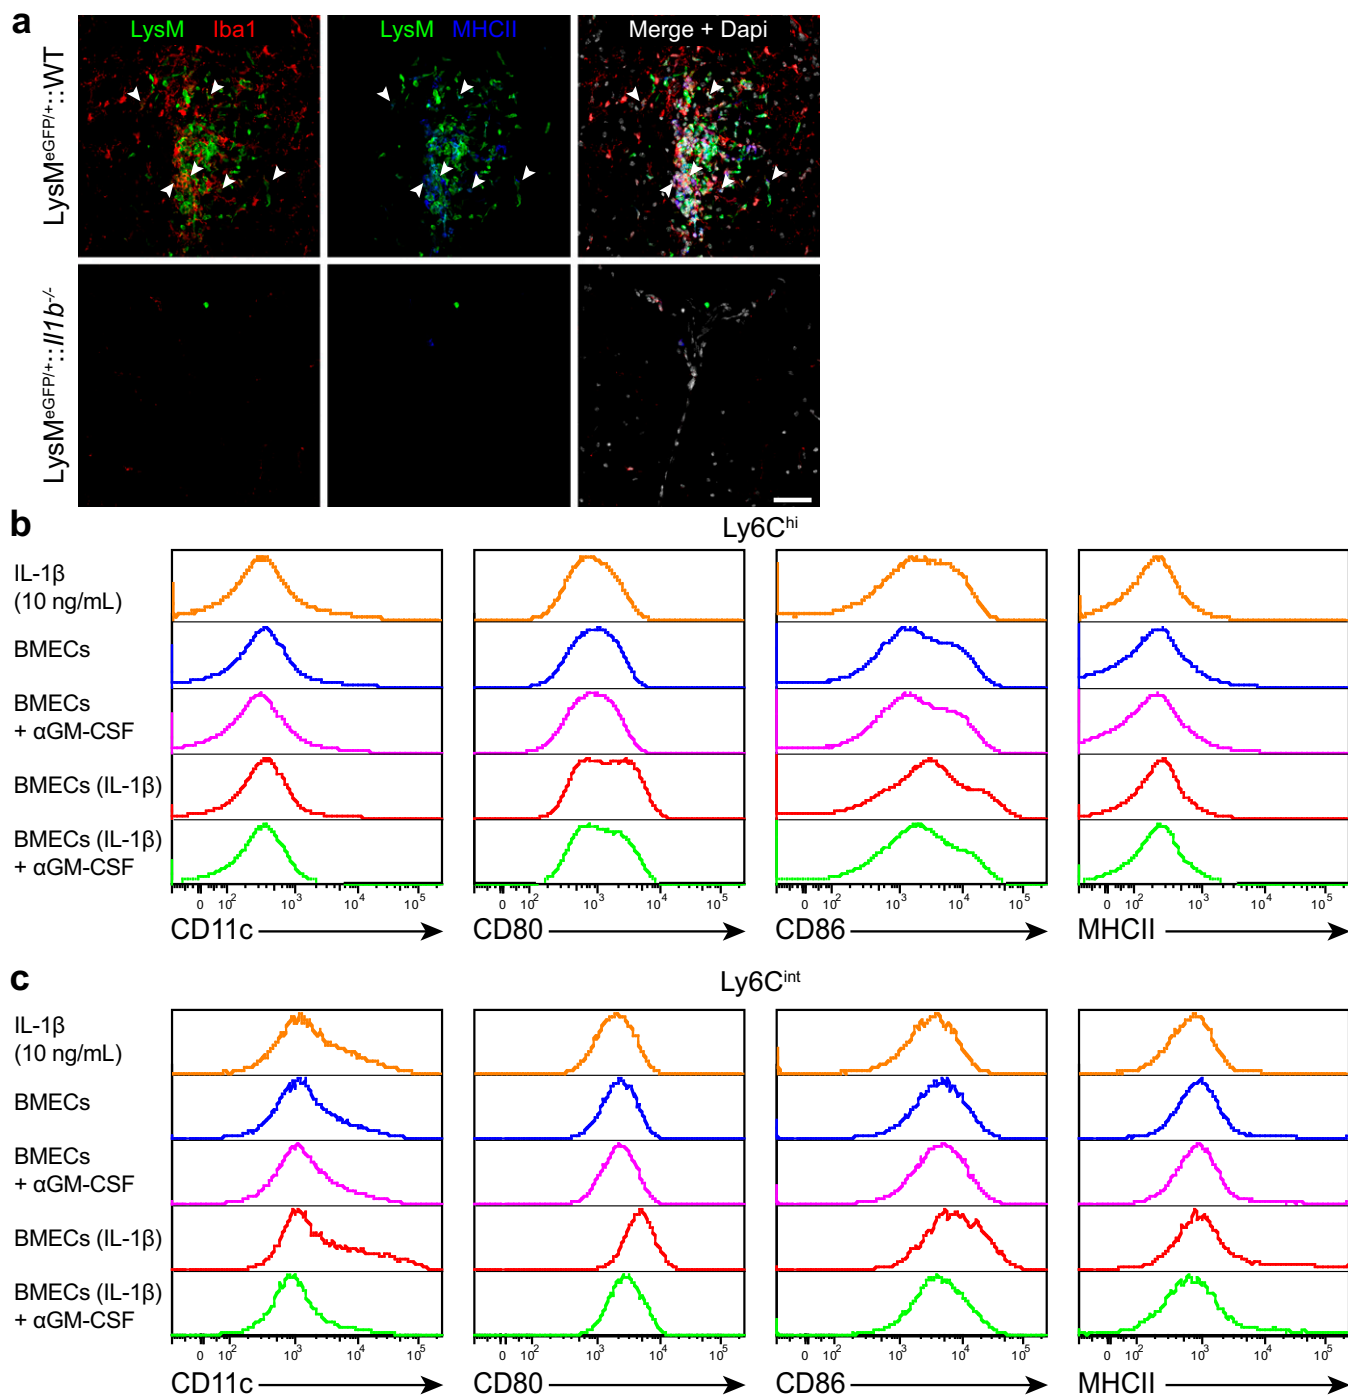 a
LysM Iba1
LysM MHCII
Merge + Dapi
LysMeGFP/+::WT
LysMeGFP/+::Il1b-/-
b
Ly6Chi
IL-1β
(10 ng/mL)
BMECs
BMECs
+ αGM-CSF
BMECs (IL-1β)
BMECs (IL-1β)
+ αGM-CSF
0 10² 10³ 10⁴ 10⁵
0 10² 10³ 10⁴ 10⁵
0 10² 10³ 10⁴ 10⁵
0 10² 10³ 10⁴ 10⁵
CD11c
CD80
CD86
MHCII
c
Ly6Cint
IL-1β
(10 ng/mL)
BMECs
BMECs
+ αGM-CSF
BMECs (IL-1β)
BMECs (IL-1β)
+ αGM-CSF
0 10² 10³ 10⁴ 10⁵
0 10² 10³ 10⁴ 10⁵
0 10² 10³ 10⁴ 10⁵
0 10² 10³ 10⁴ 10⁵
CD11c
CD80
CD86
MHCII